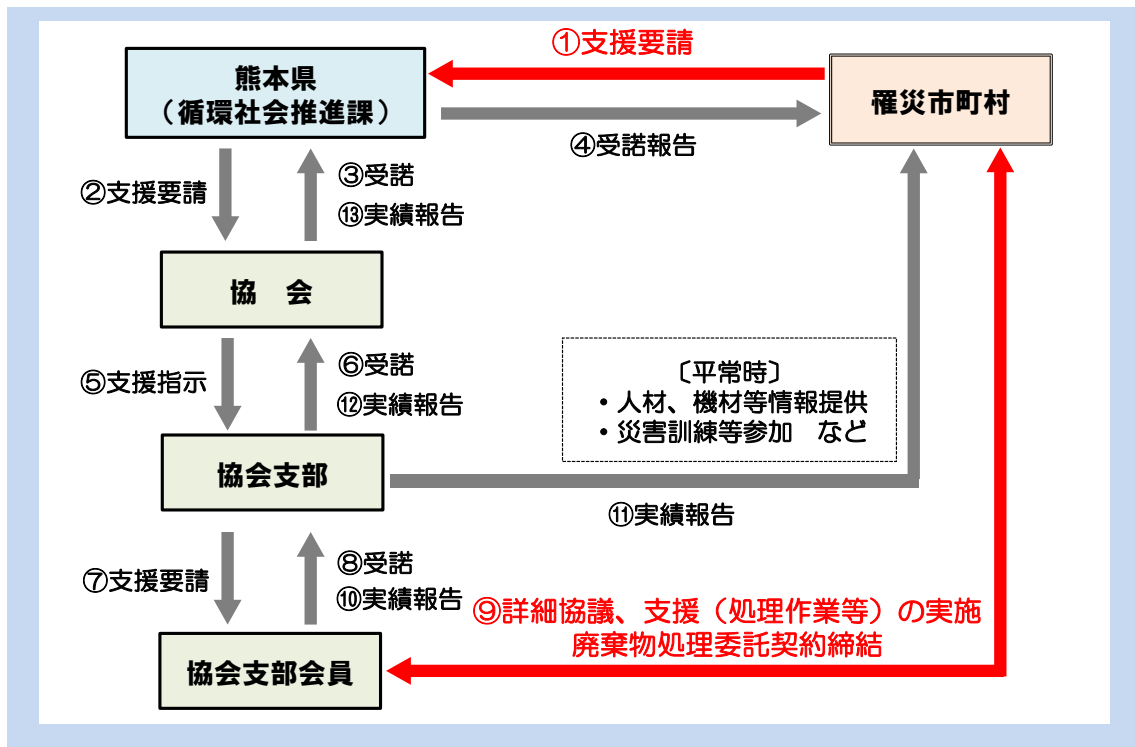 ①支援要請
熊本県
（循環社会推進課）
罹災市町村
④受諾報告
②支援要請
③受諾
⑬実績報告
協　会
⑤支援指示
⑥受諾
⑫実績報告
〔平常時〕
・人材、機材等情報提供
・災害訓練等参加　など
協会支部
⑪実績報告
⑦支援要請
⑧受諾
⑩実績報告
⑨詳細協議、支援（処理作業等）の実施
廃棄物処理委託契約締結
協会支部会員